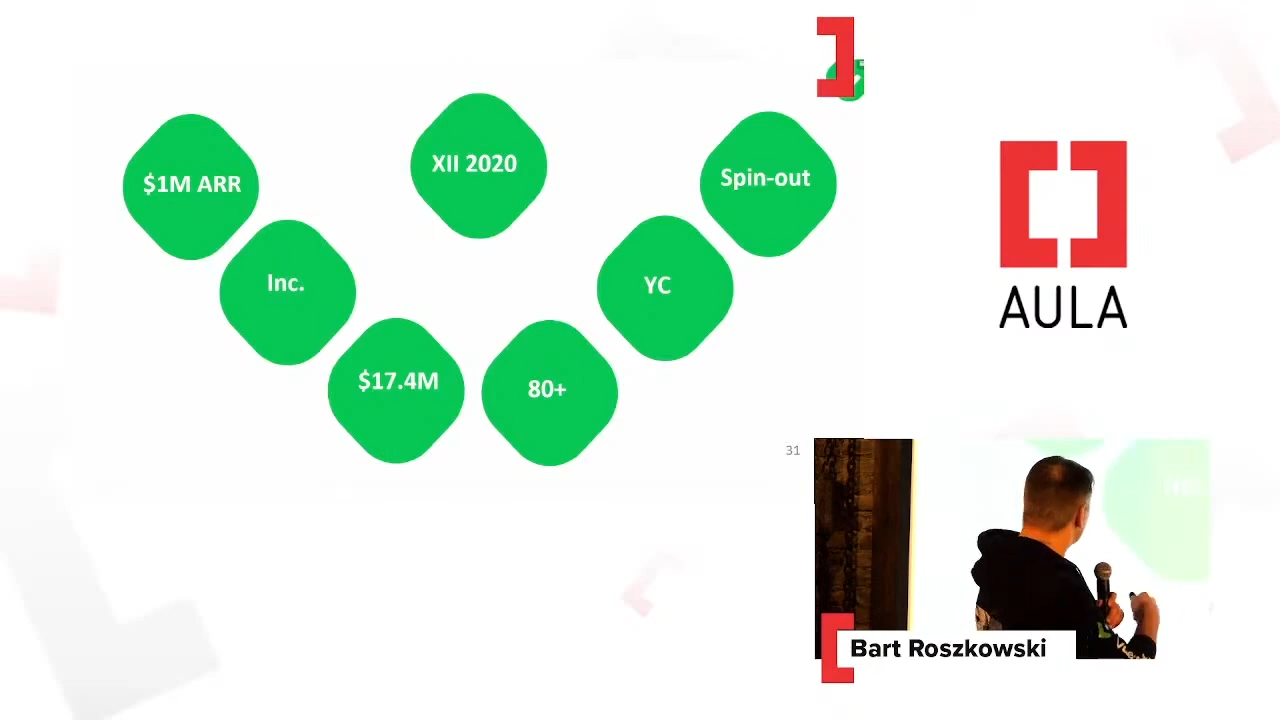 $1M ARR
XII 2020
Spin-out
Inc.
YC
$17.4M
80+
AULA
31
Bart Roszkowski